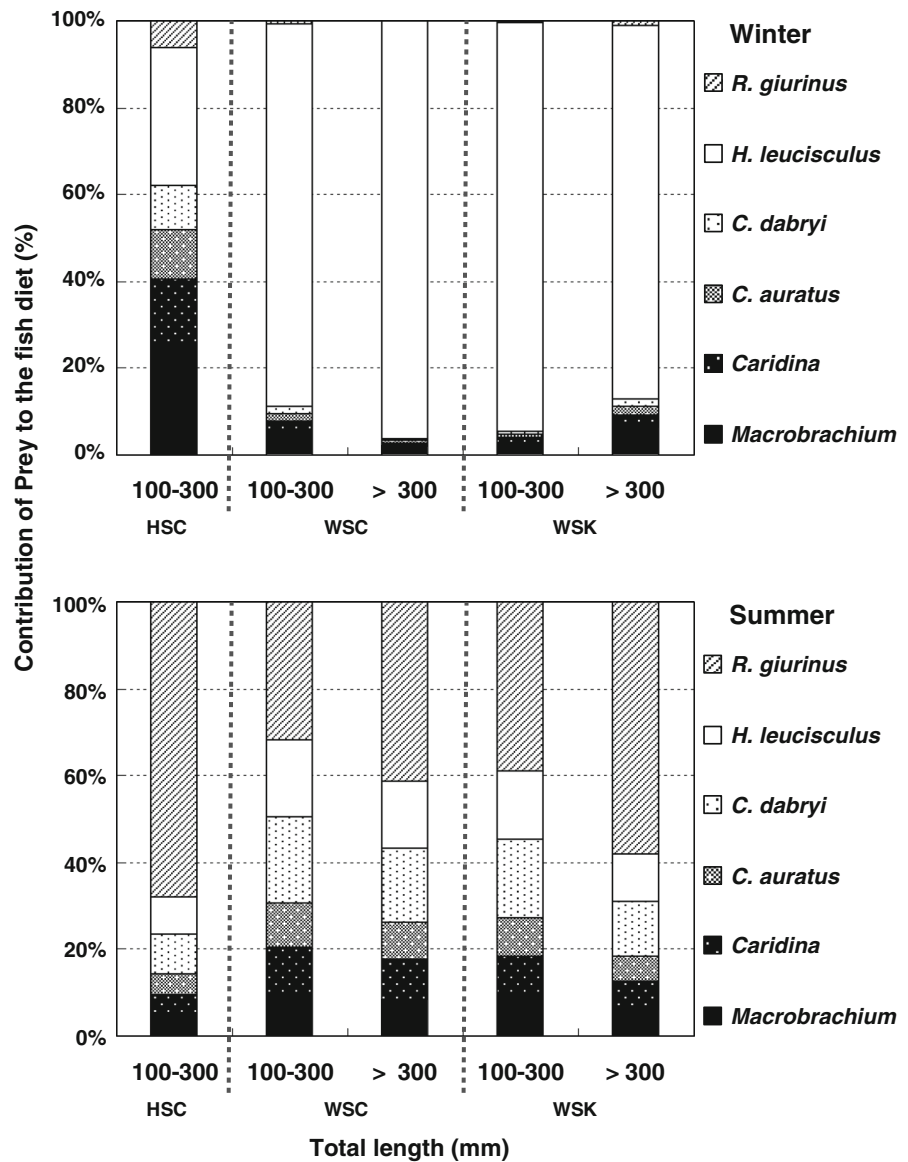 Contribution of Prey to the fish diet (%)
100%
80%
60%
40%
20%
0%
100-300
100-300
> 300
100-300
> 300
HSC
WSC
WSK
Winter
R. giurinus
H. leucisculus
C. dabryi
C. auratus
Caridina
Macrobrachium
100%
80%
60%
40%
20%
0%
100-300
100-300
> 300
100-300
> 300
HSC
WSC
WSK
Total length (mm)
Summer
R. giurinus
H. leucisculus
C. dabryi
C. auratus
Caridina
Macrobrachium